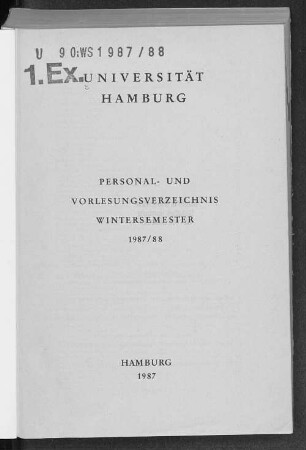 U 90:WS1987/88
1.Ex.
UNIVERSITÄT
HAMBURG
PERSONAL- UND
VORLESUNGSVERZEICHNIS
WINTERSEMESTER
1987/88
HAMBURG
1987